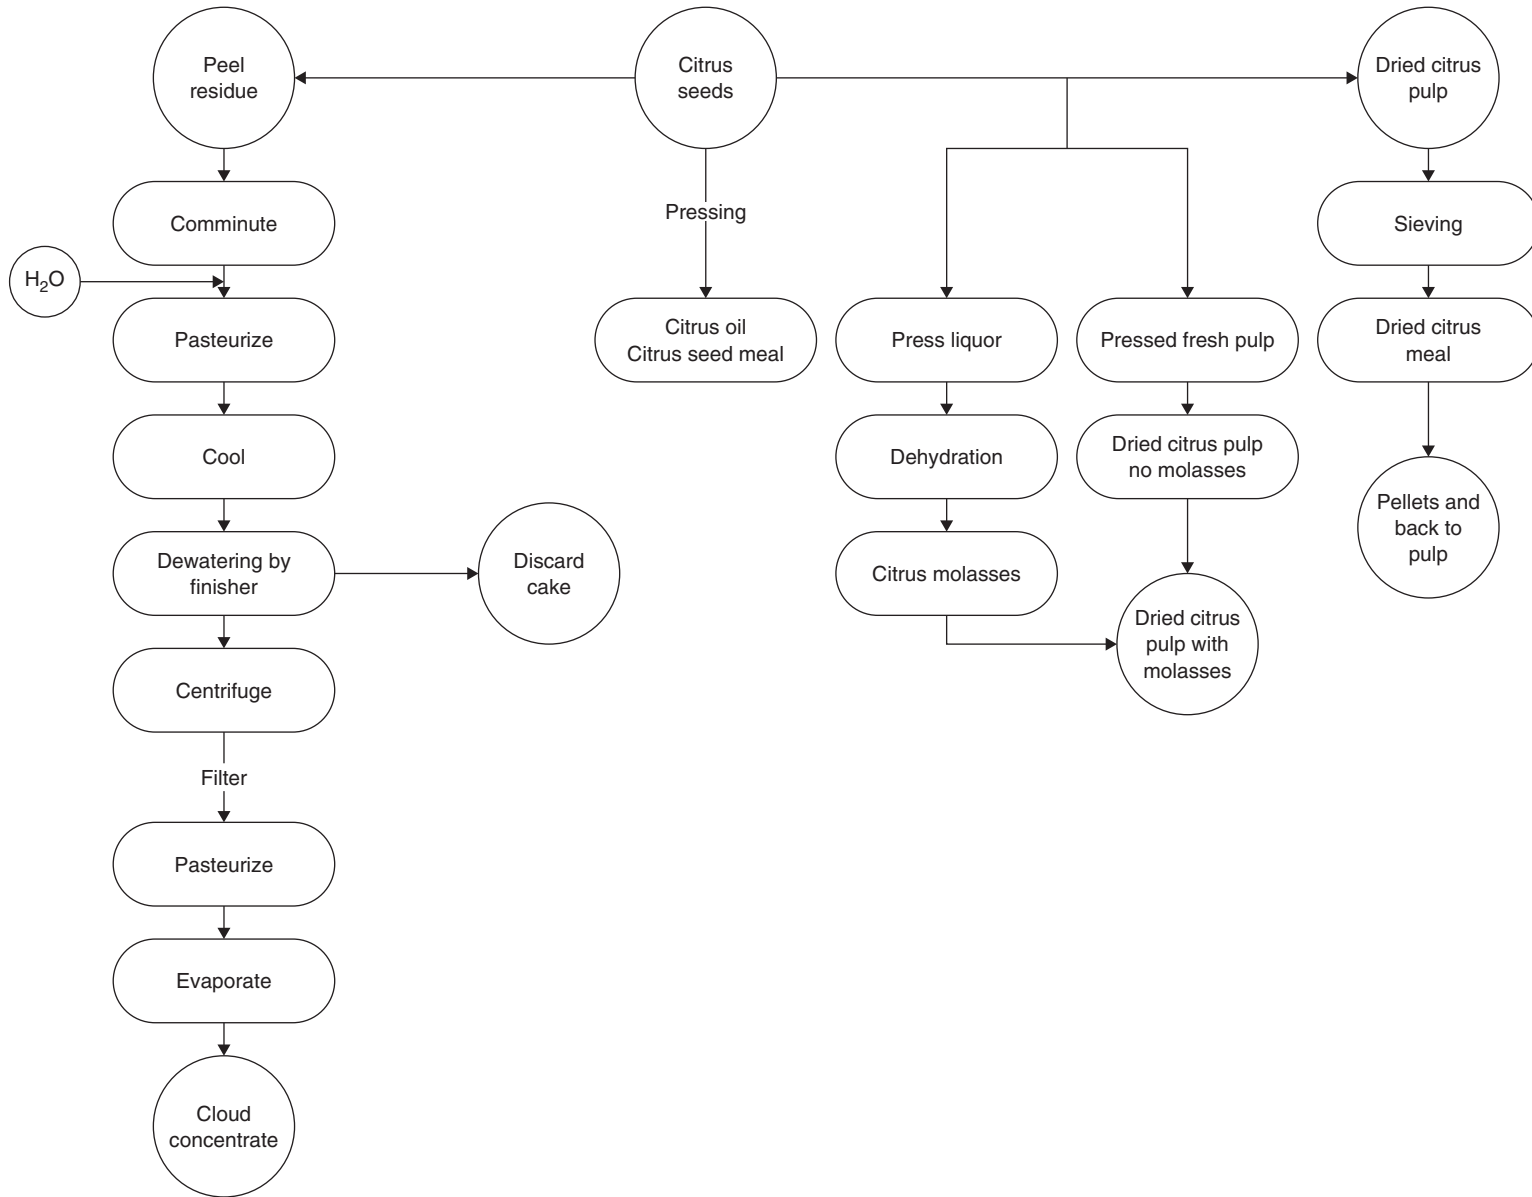 Peel
residue
Citrus
seeds
Dried citrus
pulp
Comminute
Pressing
Sieving
H₂O
Pasteurize
Citrus oil
Citrus seed meal
Press liquor
Pressed fresh pulp
Dried citrus
meal
Cool
Dehydration
Dried citrus pulp
no molasses
Pellets and
back to
pulp
Dewatering by
finisher
Discard
cake
Citrus molasses
Dried citrus
pulp with
molasses
Centrifuge
Filter
Pasteurize
Evaporate
Cloud
concentrate